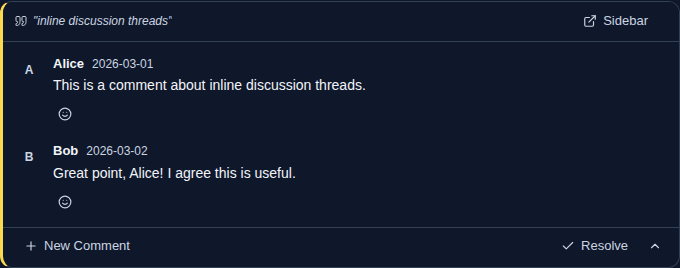 "inline discussion threads"
Sidebar
A
Alice 2026-03-01
This is a comment about inline discussion threads.
B
Bob 2026-03-02
Great point, Alice! I agree this is useful.
New Comment
Resolve